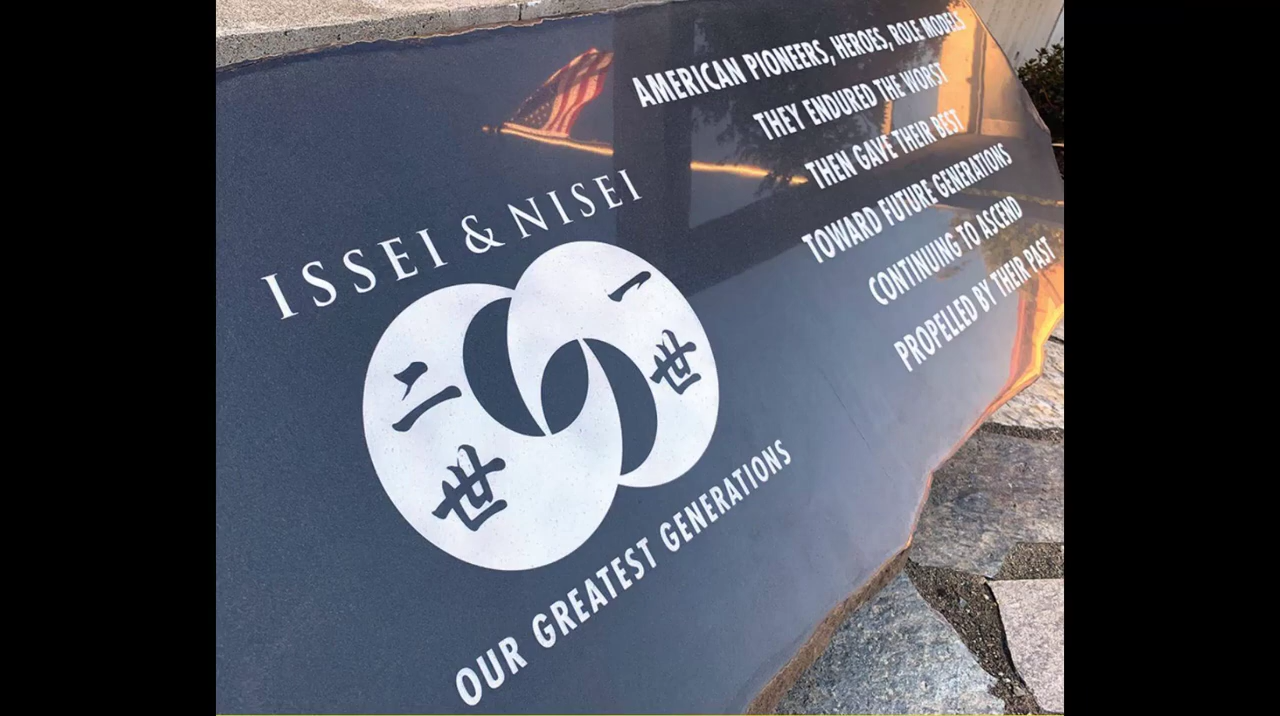 ISSEI & NISEI
二世
一世
OUR GREATEST GENERATIONS
AMERICAN PIONEERS, HEROES, ROLE MODELS
THEY ENDURED THE WORST
THEN GAVE THEIR BEST
TOWARD FUTURE GENERATIONS
CONTINUING TO ASCEND
PROPELLED BY THEIR PAST